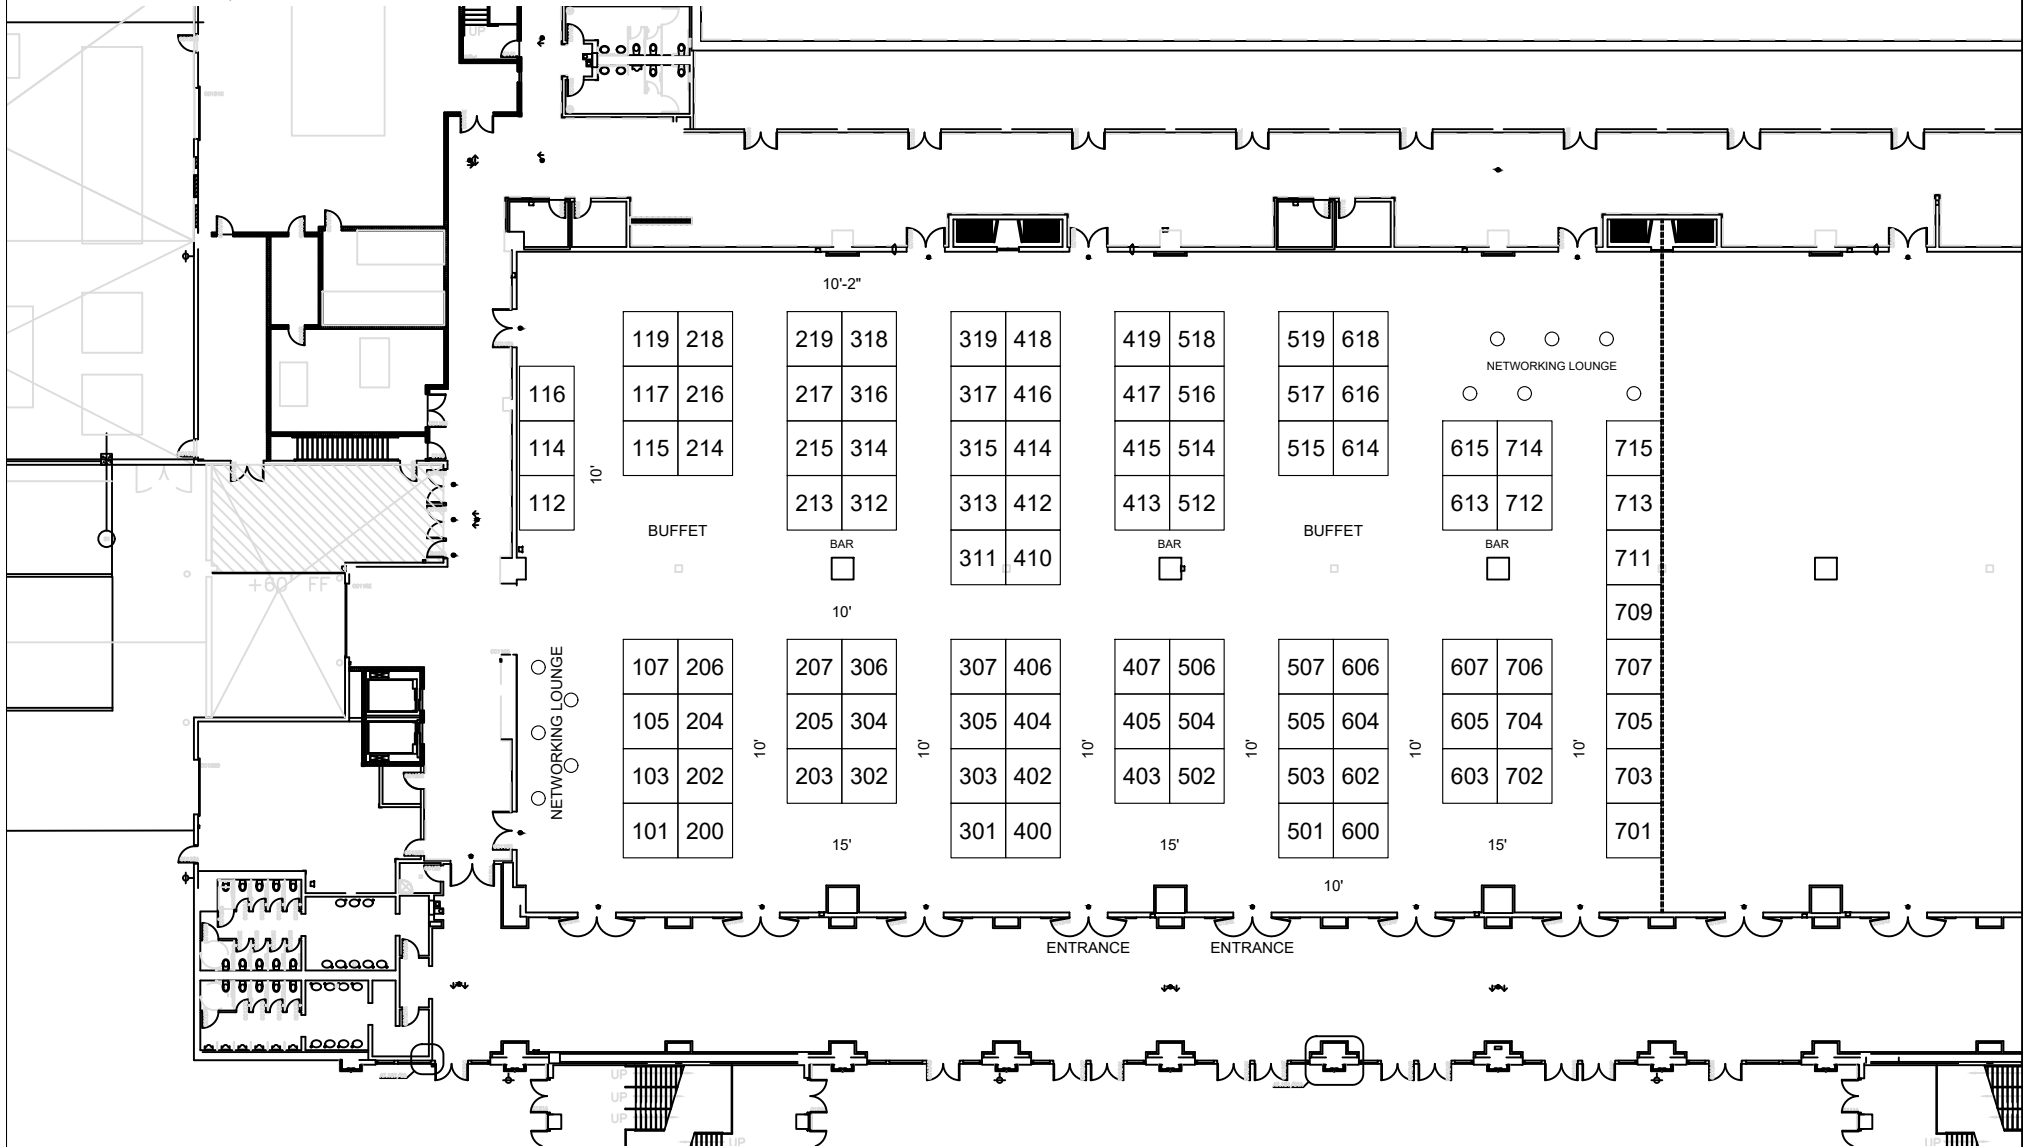 UP
10'-2"
119 218 219 318 319 418 419 518 519 618
NETWORKING LOUNGE
116 117 216 217 316 317 416 417 516 517 616
114 115 214 215 314 315 414 415 514 515 614 615 714 715
10'
112 213 312 313 412 413 512 613 712 713
BUFFET BUFFET
BAR BAR BAR
311 410 711
+60' FF
10'
709
NETWORKING LOUNGE
107 206 207 306 307 406 407 506 507 606 607 706 707
105 204 205 304 305 404 405 504 505 604 605 704 705
10' 10' 10' 10' 10' 10'
103 202 203 302 303 402 403 502 503 602 603 702 703
101 200 301 400 501 600 701
15' 15' 15'
10'
ENTRANCE ENTRANCE
UP
UP
UP
UP UP